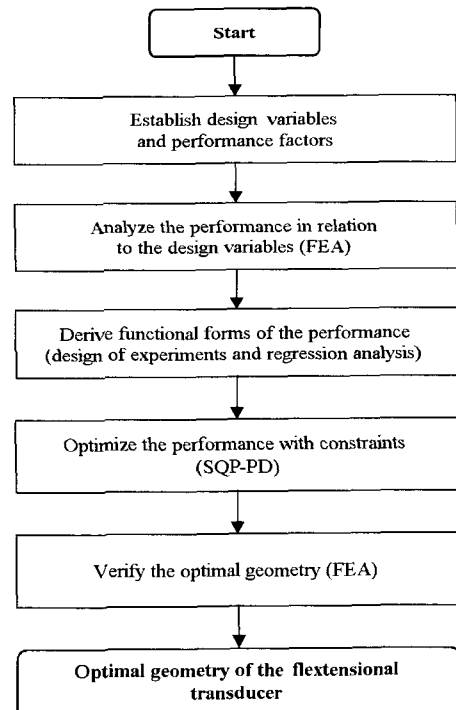 Start
Establish design variables
and performance factors
Analyze the performance in relation
to the design variables (FEA)
Derive functional forms of the performance
(design of experiments and regression analysis)
Optimize the performance with constraints
(SQP-PD)
Verify the optimal geometry (FEA)
Optimal geometry of the flextensional
transducer